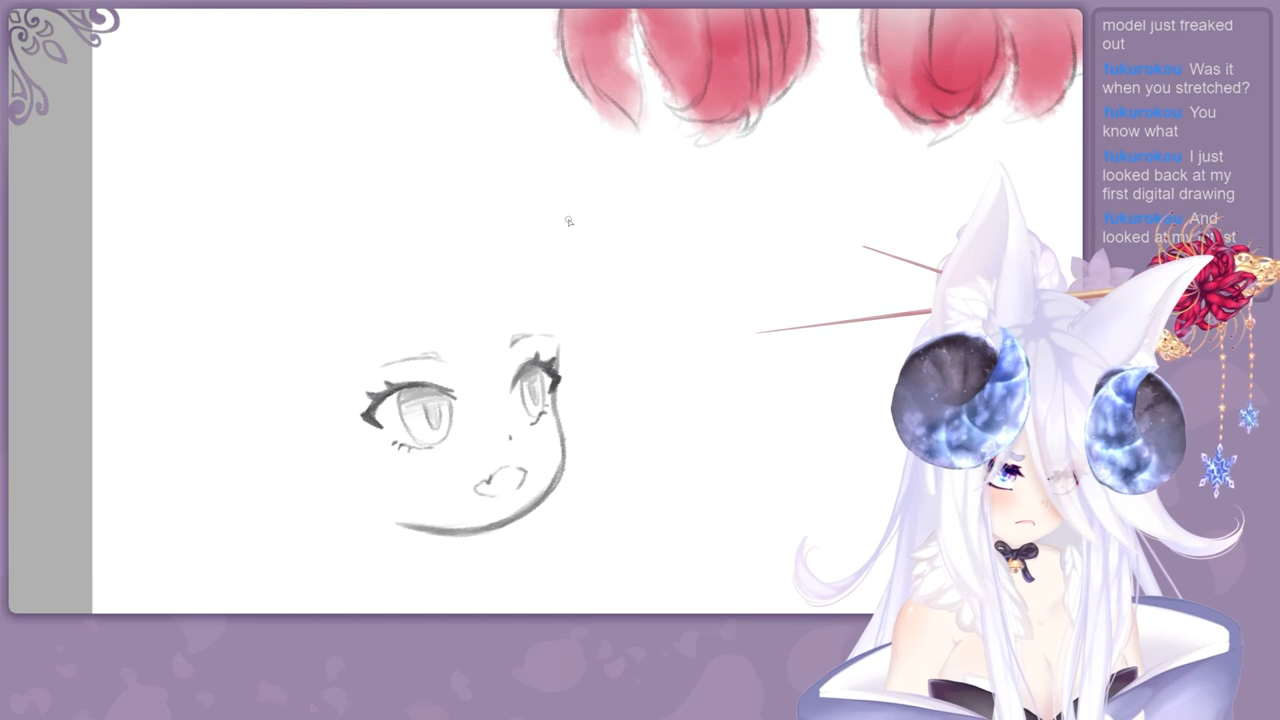 model just freaked
out
fukurokou Was it
when you stretched?
fukurokou You
know what
fukurokou I just
looked back at my
first digital drawing
fukurokou And
looked at my